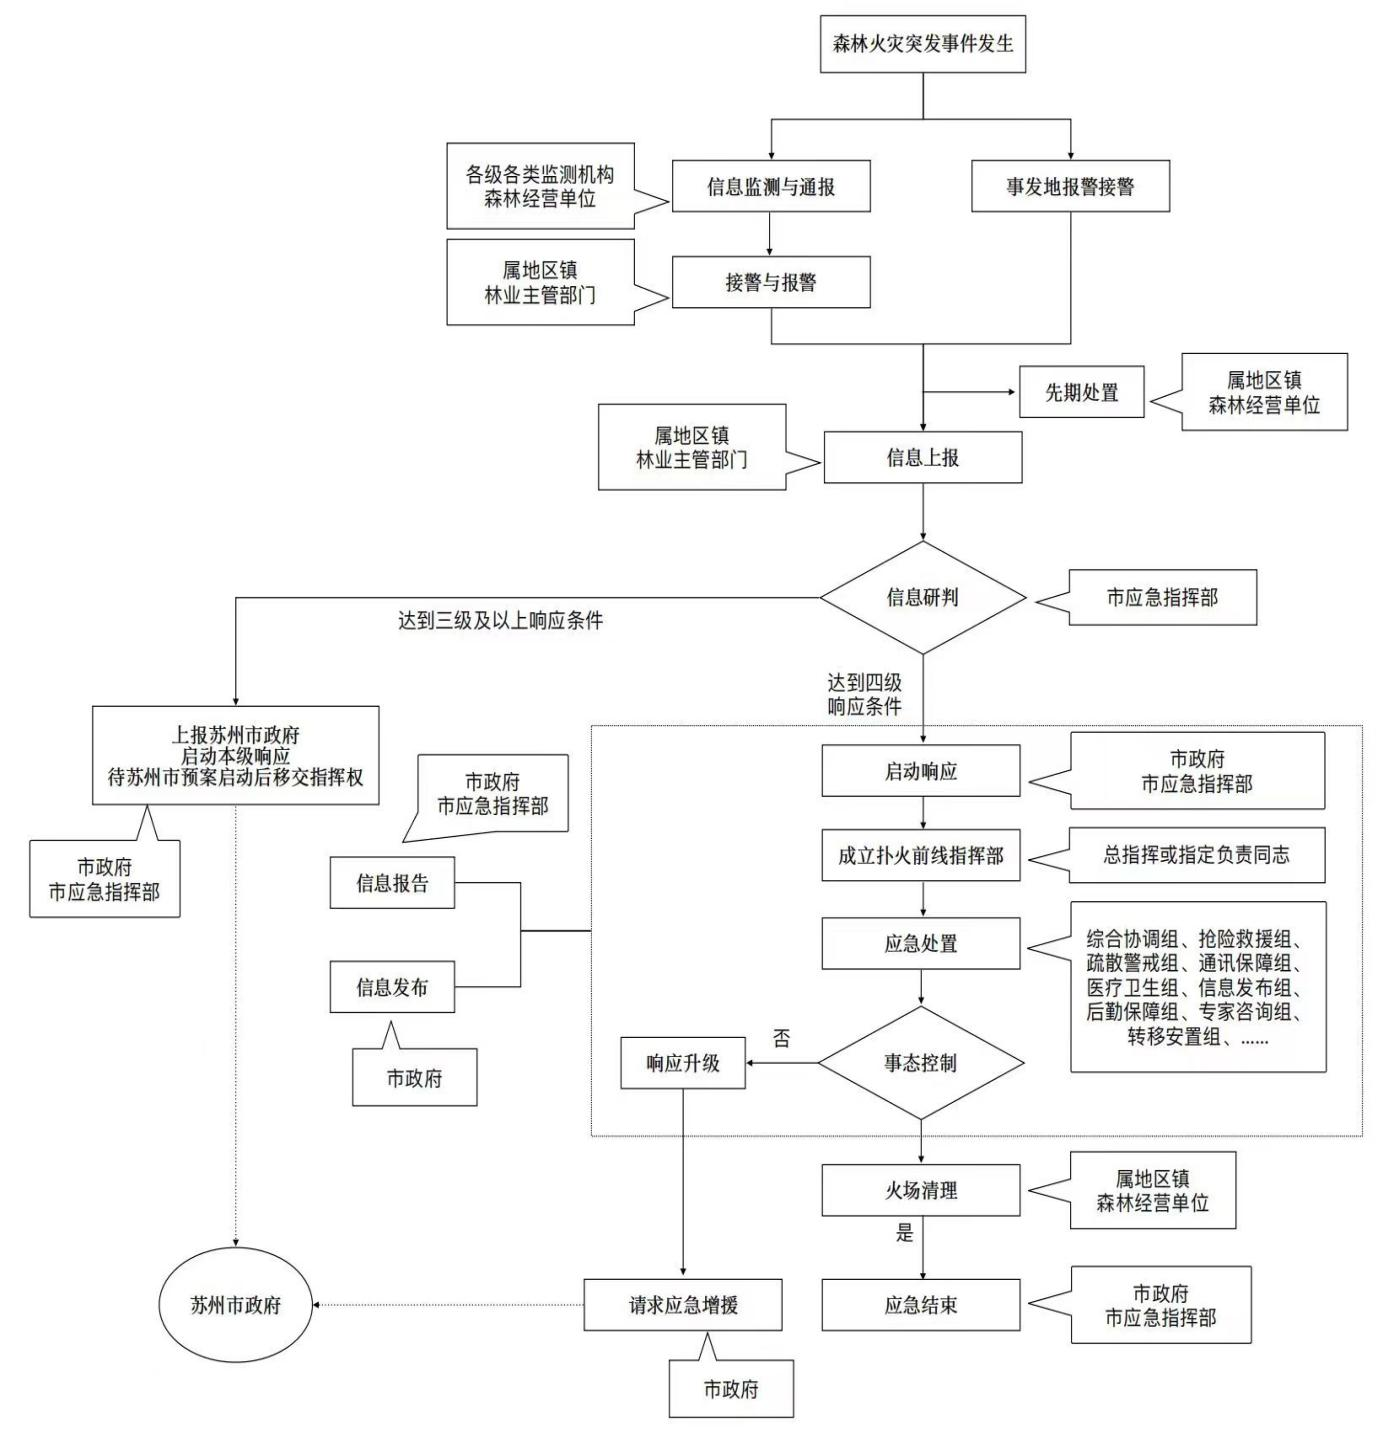 森林火灾突发事件发生
各级各类监测机构
森林经营单位
信息监测与通报
事发地报警接警
属地区镇
林业主管部门
接警与报警
先期处置
属地区镇
森林经营单位
属地区镇
林业主管部门
信息上报
信息研判
市应急指挥部
达到三级及以上响应条件
达到四级
响应条件
上报苏州市政府
启动本级响应
待苏州市预案启动后移交指挥权
市政府
市应急指挥部
市政府
市应急指挥部
启动响应
市政府
市应急指挥部
成立扑火前线指挥部
总指挥或指定负责同志
信息报告
应急处置
综合协调组、抢险救援组、
疏散警戒组、通讯保障组、
医疗卫生组、信息发布组、
后勤保障组、专家咨询组、
转移安置组、......
信息发布
市政府
响应升级
否
事态控制
火场清理
属地区镇
森林经营单位
是
苏州市政府
请求应急增援
应急结束
市政府
市应急指挥部
市政府